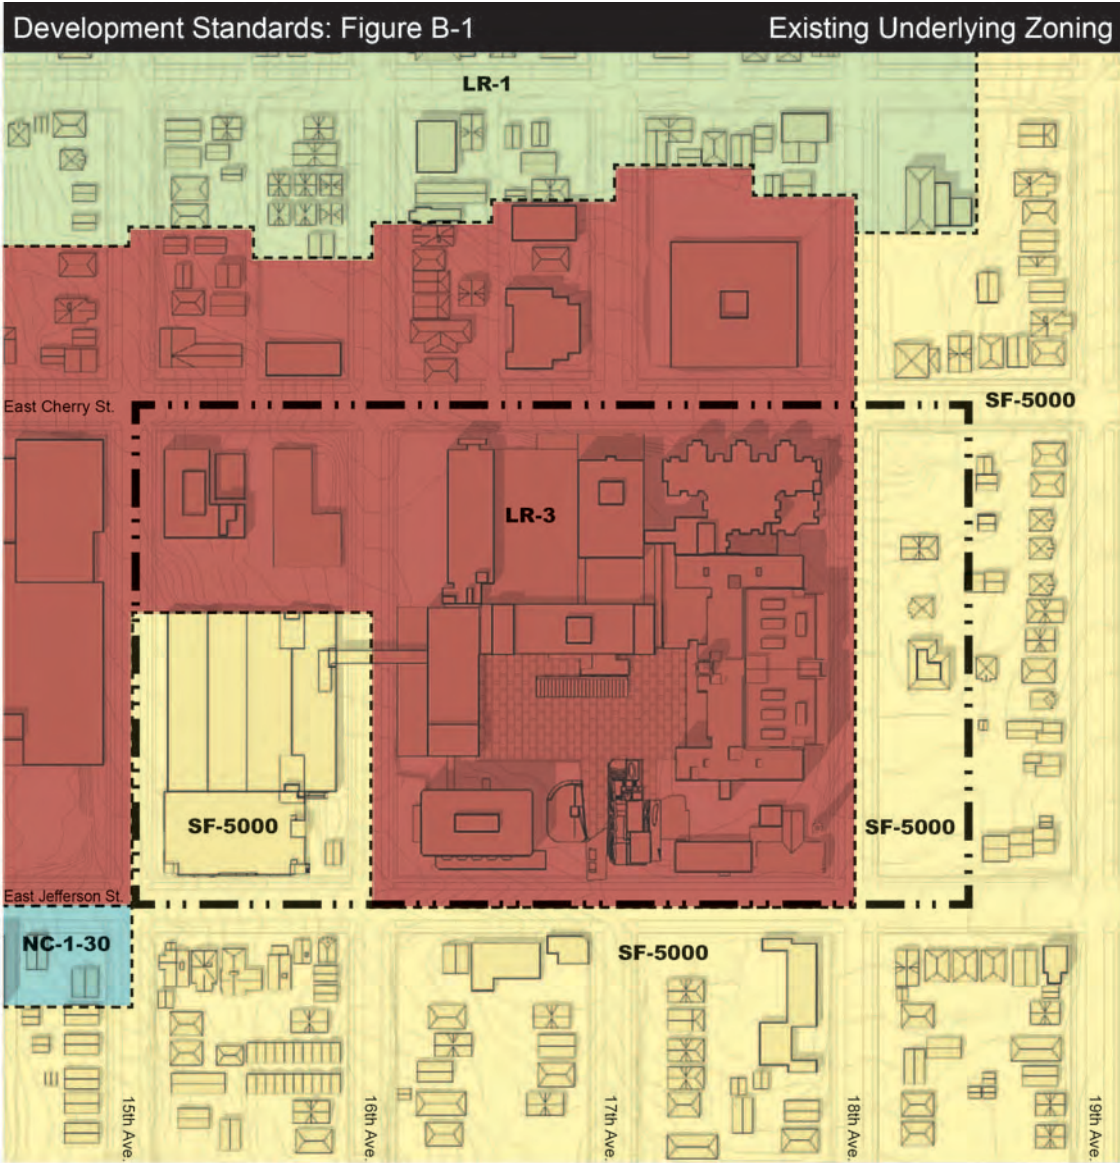 Development Standards: Figure B-1
Existing Underlying Zoning
LR-1
East Cherry St.
SF-5000
LR-3
SF-5000
SF-5000
East Jefferson St.
NC-1-30
SF-5000
15th Ave.
16th Ave.
17th Ave.
18th Ave.
19th Ave.